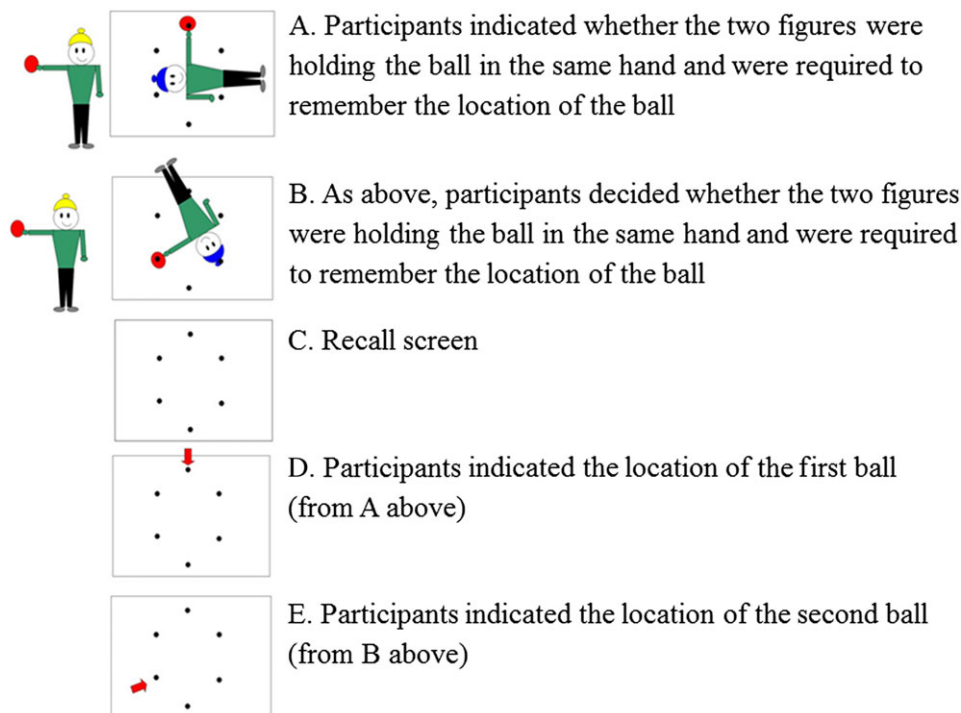 A. Participants indicated whether the two figures were
holding the ball in the same hand and were required to
remember the location of the ball
B. As above, participants decided whether the two figures
were holding the ball in the same hand and were required
to remember the location of the ball
C. Recall screen
D. Participants indicated the location of the first ball
(from A above)
E. Participants indicated the location of the second ball
(from B above)